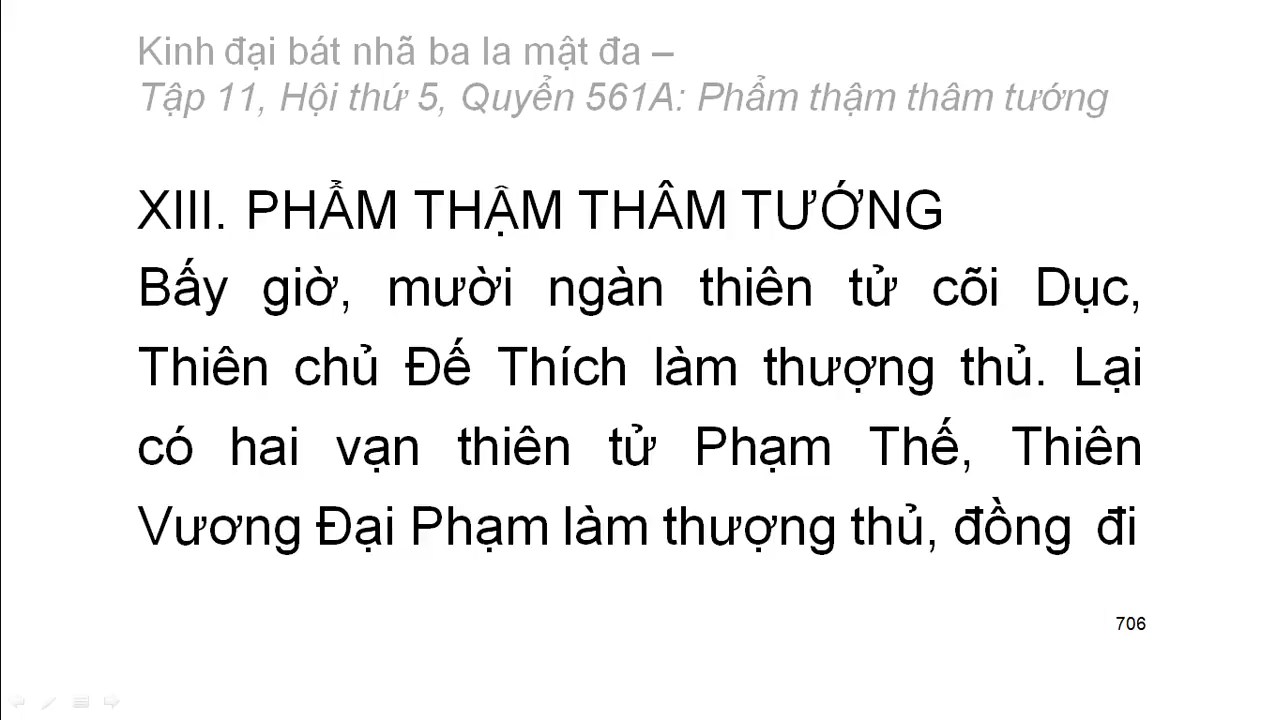 Kinh đại bát nhã ba la mật đa –
Tập 11, Hội thứ 5, Quyển 561A: Phẩm thậm thâm tướng
XIII. PHẨM THẬM THÂM TƯỚNG
Bấy giờ, mười ngàn thiên tử cõi Dục,
Thiên chủ Đế Thích làm thượng thủ. Lại
có hai vạn thiên tử Phạm Thế, Thiên
Vương Đại Phạm làm thượng thủ, đồng đi
706